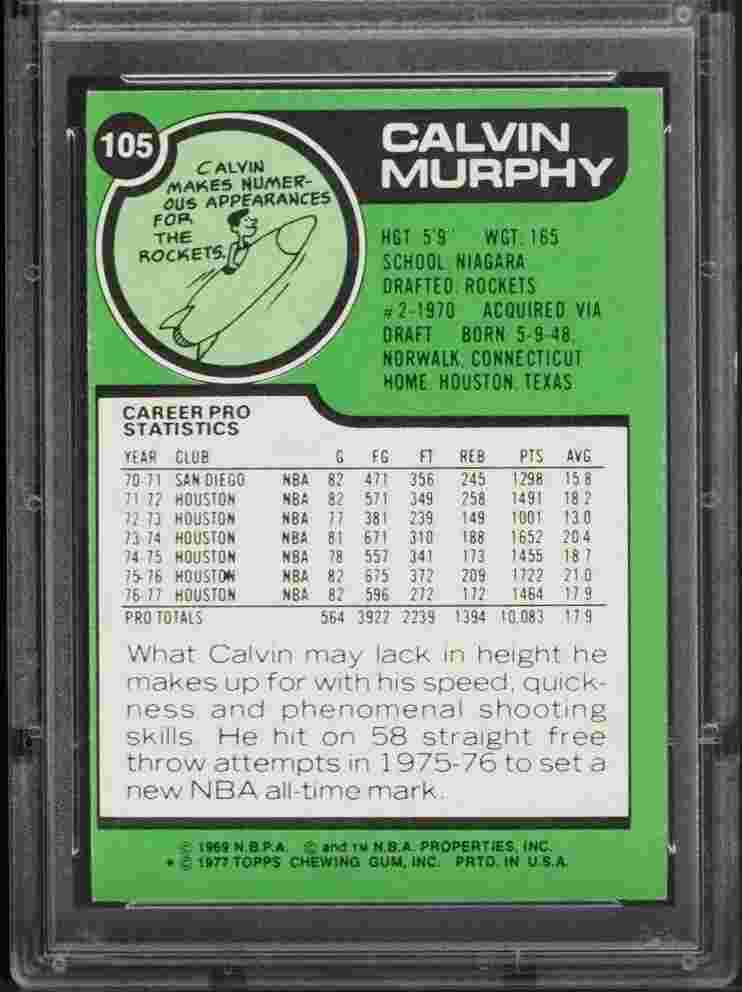 105
CALVIN
MURPHY
CALVIN
MAKES NUMER-
OUS APPEARANCES
FOR
THE
ROCKETS.
HGT. 5'9" WGT. 165
SCHOOL: NIAGARA
DRAFTED: ROCKETS
#2-1970 ACQUIRED: VIA
DRAFT BORN: 5-9-48,
NORWALK, CONNECTICUT
HOME: HOUSTON, TEXAS
CAREER PRO
STATISTICS
YEAR CLUB G FG FT REB PTS AVG
70-71 SAN DIEGO NBA 82 471 356 245 1298 15.8
71-72 HOUSTON NBA 82 571 349 258 1491 18.2
72-73 HOUSTON NBA 77 381 239 149 1001 13.0
73-74 HOUSTON NBA 81 671 310 188 1652 20.4
74-75 HOUSTON NBA 78 557 341 173 1455 18.7
75-76 HOUSTON NBA 82 675 372 209 1722 21.0
76-77 HOUSTON NBA 82 596 272 172 1464 17.9
PRO TOTALS 564 3922 2239 1394 10,083 17.9
What Calvin may lack in height he
makes up for with his speed, quick-
ness and phenomenal shooting
skills. He hit on 58 straight free
throw attempts in 1975-76 to set a
new NBA all-time mark.
© 1969 N.B.P.A. © and TM N.B.A. PROPERTIES, INC.
* © 1977 TOPPS CHEWING GUM, INC. PRTD. IN U.S.A.